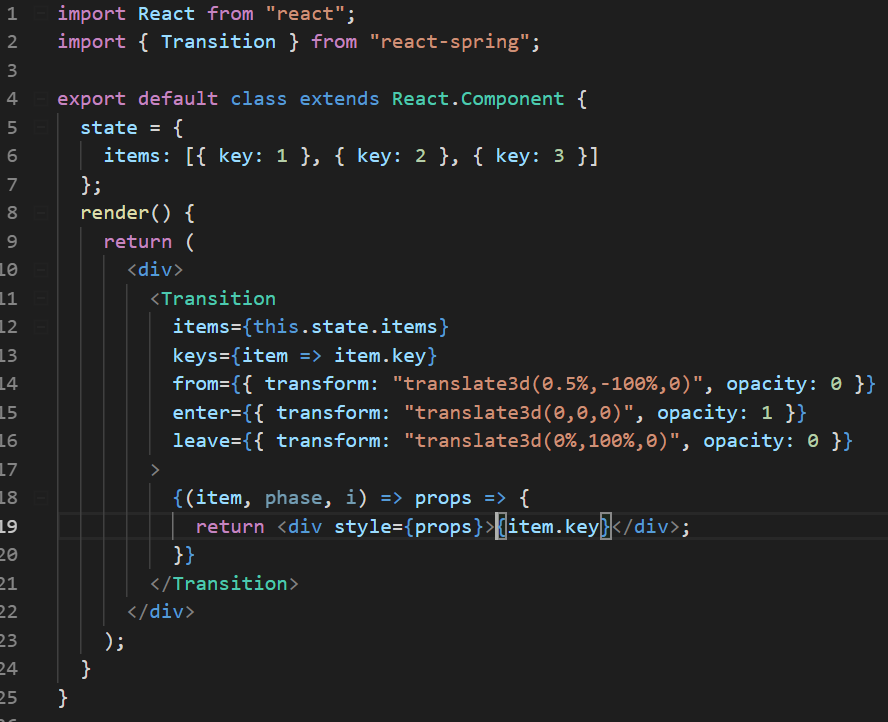 1 import React from "react";
2 import { Transition } from "react-spring";
3
4 export default class extends React.Component {
5 state = {
6 items: [{ key: 1 }, { key: 2 }, { key: 3 }]
7 };
8 render() {
9 return (
10 <div>
11 <Transition
12 items={this.state.items}
13 keys={item => item.key}
14 from={{ transform: "translate3d(0.5%,-100%,0)", opacity: 0 }}
15 enter={{ transform: "translate3d(0,0,0)", opacity: 1 }}
16 leave={{ transform: "translate3d(0%,100%,0)", opacity: 0 }}
17 >
18 {(item, phase, i) => props => {
19 return <div style={props}>{item.key}</div>;
20 }}
21 </Transition>
22 </div>
23 );
24 }
25 }